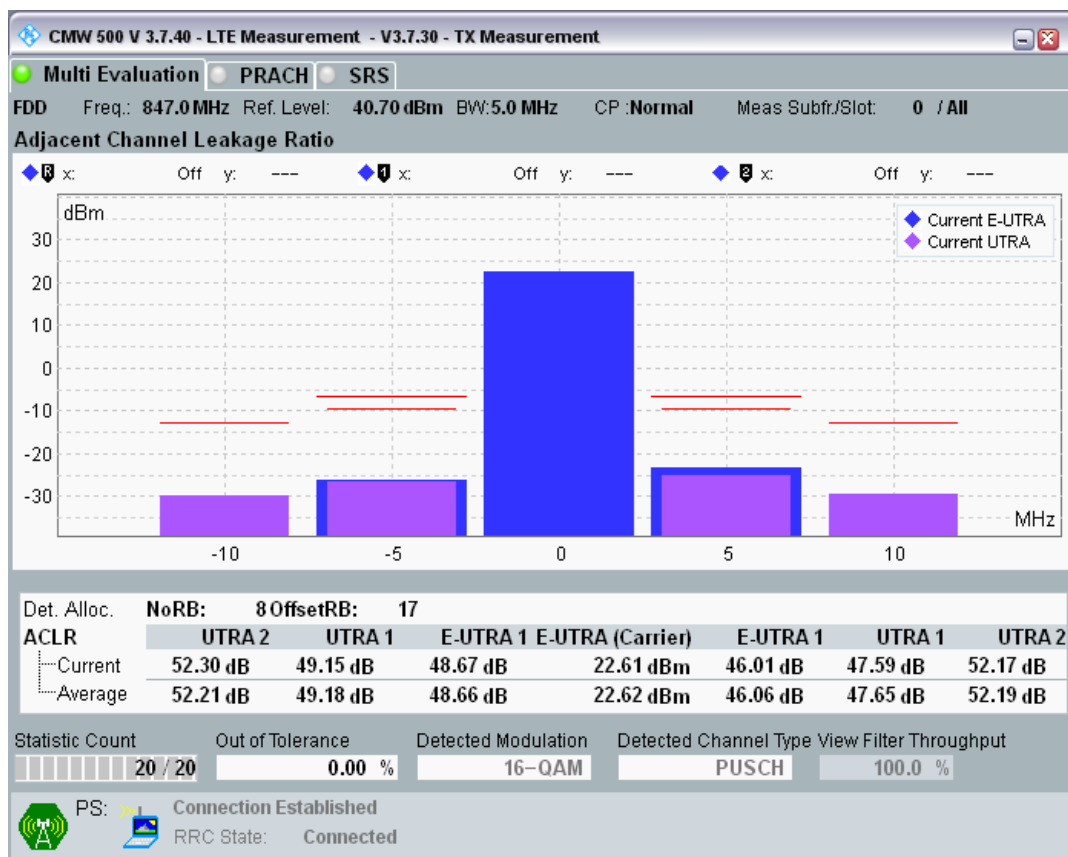 CMW 500 V 3.7.40 - LTE Measurement - V3.7.30 - TX Measurement
Multi Evaluation PRACH SRS
FDD Freq.: 847.0 MHz Ref. Level: 40.70 dBm BW:5.0 MHz CP :Normal Meas Subfr./Slot: 0 / All
Adjacent Channel Leakage Ratio
R x: Off y: --- 1 x: Off y: --- 2 x: Off y: ---
dBm
Current E-UTRA
Current UTRA
30
20
10
0
-10
-20
-30
MHz
-10 -5 0 5 10
Det. Alloc. NoRB: 8 OffsetRB: 17
ACLR UTRA 2 UTRA 1 E-UTRA 1 E-UTRA (Carrier) E-UTRA 1 UTRA 1 UTRA 2
Current 52.30 dB 49.15 dB 48.67 dB 22.61 dBm 46.01 dB 47.59 dB 52.17 dB
Average 52.21 dB 49.18 dB 48.66 dB 22.62 dBm 46.06 dB 47.65 dB 52.19 dB
Statistic Count Out of Tolerance Detected Modulation Detected Channel Type View Filter Throughput
20 / 20 0.00 % 16-QAM PUSCH 100.0 %
PS: Connection Established
RRC State: Connected